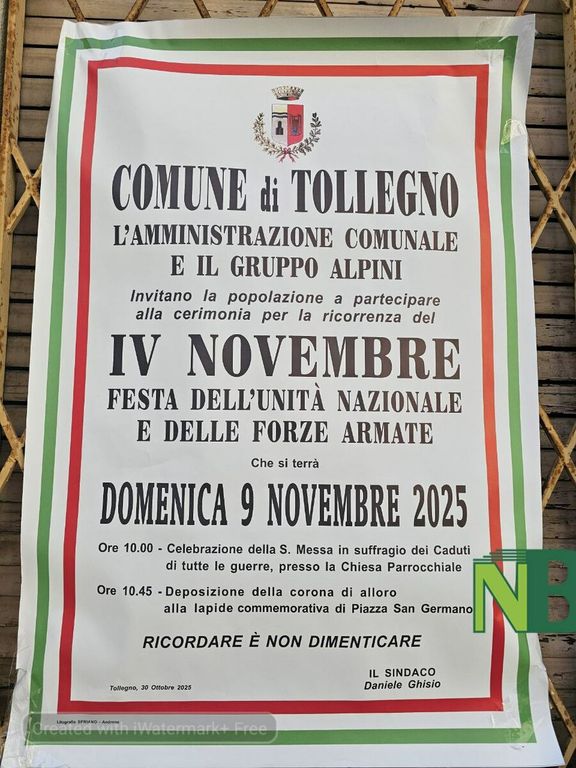 COMUNE di TOLLEGNO
L'AMMINISTRAZIONE COMUNALE
E IL GRUPPO ALPINI
Invitano la popolazione a partecipare
alla cerimonia per la ricorrenza del
IV NOVEMBRE
FESTA DELL'UNITÀ NAZIONALE
E DELLE FORZE ARMATE
Che si terrà
DOMENICA 9 NOVEMBRE 2025
Ore 10.00 - Celebrazione della S. Messa in suffragio dei Caduti
di tutte le guerre, presso la Chiesa Parrocchiale
Ore 10.45 - Deposizione della corona di alloro
alla lapide commemorativa di Piazza San Germano
NB
RICORDARE È NON DIMENTICARE
IL SINDACO
Daniele Ghisio
Tollegno, 30 Ottobre 2025
Litografia SPRIANO - Andorno
Created with iWatermark+ Free